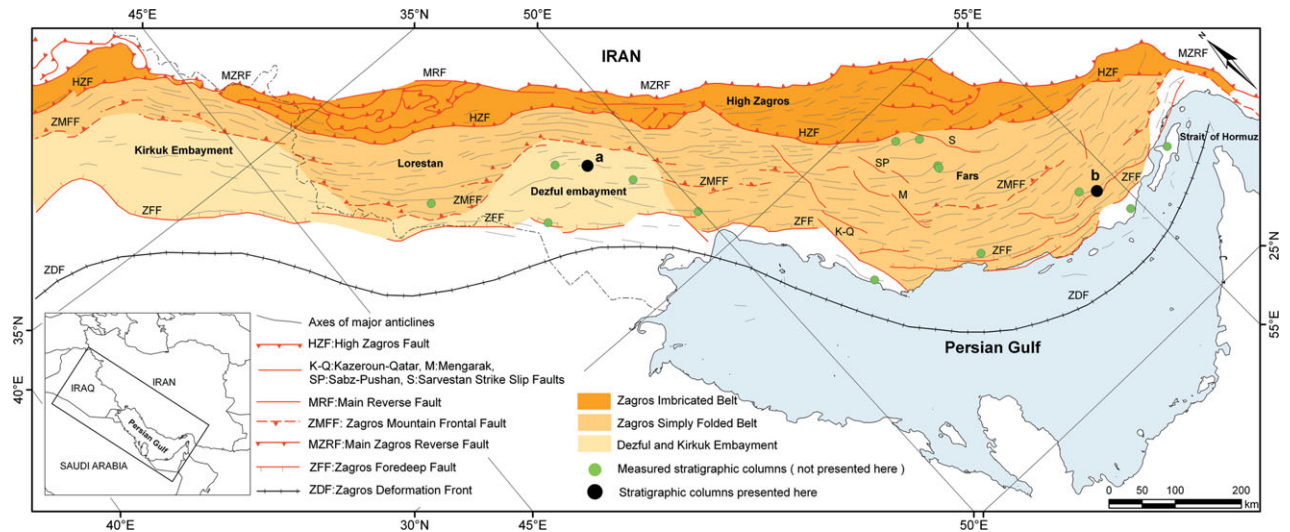 45°E
35°N
50°E
55°E
N
IRAN
MZRF
HZF
MZRF
MRF
MZRF
HZF
High Zagros
HZF
HZF
ZMFF
Kirkuk Embayment
Lorestan
a
Dezful embayment
S
SP
Fars
M
ZMFF
ZMFF
ZMFF
b
ZFF
Strait of Hormuz
ZFF
ZFF
ZFF
K-Q
ZFF
ZDF
ZDF
25°N
55°E
35°N
40°E
Persian Gulf
IRAQ
IRAN
Persian Gulf
SAUDI ARABIA
Axes of major anticlines
HZF:High Zagros Fault
K-Q:Kazeroun-Qatar, M:Mengarak,
SP:Sabz-Pushan, S:Sarvestan Strike Slip Faults
MRF:Main Reverse Fault
ZMFF: Zagros Mountain Frontal Fault
MZRF:Main Zagros Reverse Fault
ZFF:Zagros Foredeep Fault
ZDF:Zagros Deformation Front
Zagros Imbricated Belt
Zagros Simply Folded Belt
Dezful and Kirkuk Embayment
Measured stratigraphic columns ( not presented here )
Stratigraphic columns presented here
0 50 100 200
km
40°E
30°N
45°E
50°E